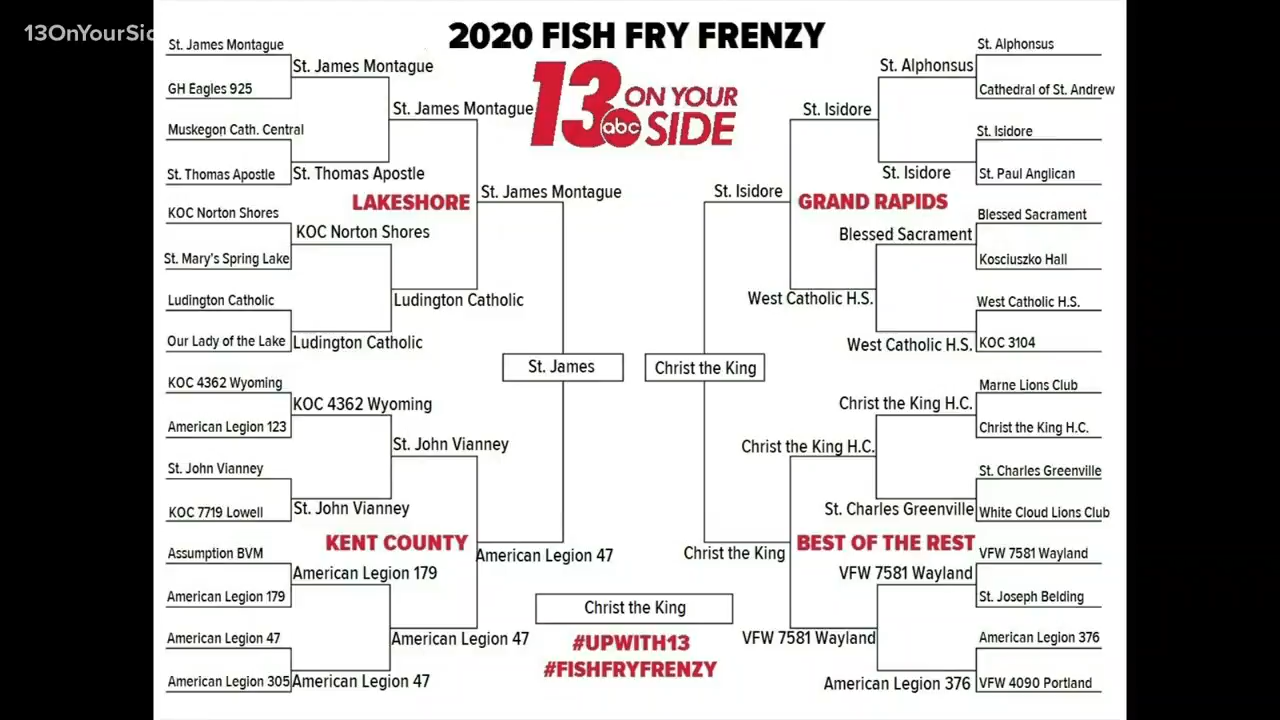 13OnYourSid
2020 FISH FRY FRENZY
13 abc ON YOUR SIDE
St. James Montague
GH Eagles 925
Muskegon Cath. Central
St. Thomas Apostle
KOC Norton Shores
St. Mary's Spring Lake
Ludington Catholic
Our Lady of the Lake
St. James Montague
St. Thomas Apostle
KOC Norton Shores
Ludington Catholic
St. James Montague
Ludington Catholic
LAKESHORE
St. James Montague
KOC 4362 Wyoming
American Legion 123
St. John Vianney
KOC 7719 Lowell
Assumption BVM
American Legion 179
American Legion 47
American Legion 305
KOC 4362 Wyoming
St. John Vianney
American Legion 179
American Legion 47
St. John Vianney
American Legion 47
KENT COUNTY
American Legion 47
St. James
Christ the King
St. Alphonsus
Cathedral of St. Andrew
St. Isidore
St. Paul Anglican
Blessed Sacrament
Kosciuszko Hall
West Catholic H.S.
KOC 3104
St. Alphonsus
St. Isidore
Blessed Sacrament
West Catholic H.S.
St. Isidore
West Catholic H.S.
GRAND RAPIDS
St. Isidore
Marne Lions Club
Christ the King H.C.
St. Charles Greenville
White Cloud Lions Club
VFW 7581 Wayland
St. Joseph Belding
American Legion 376
VFW 4090 Portland
Christ the King H.C.
St. Charles Greenville
VFW 7581 Wayland
American Legion 376
Christ the King H.C.
VFW 7581 Wayland
BEST OF THE REST
Christ the King
Christ the King
#UPWITH13
#FISHFRYFRENZY